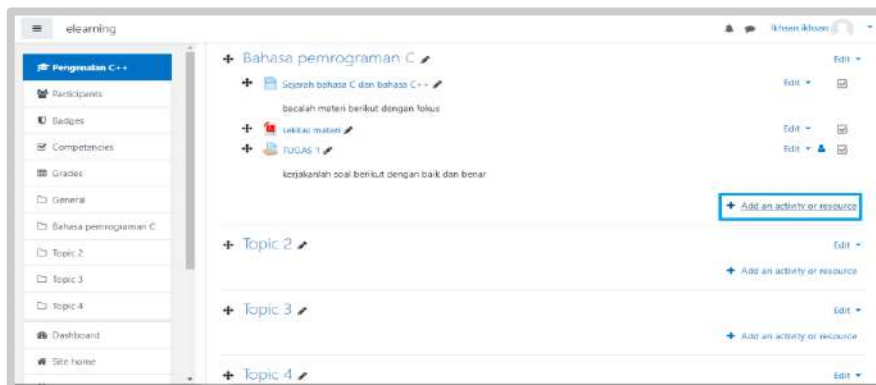 elearning
Ikhsan ikhsan
Pengenalan C++
Participants
Badges
Competencies
Grades
General
Bahasa pemrograman C
Topic 2
Topic 3
Topic 4
Dashboard
Site home
Bahasa pemrograman C
Edit
Sejarah bahasa C dan bahasa C++
Edit
bacalah materi berikut dengan fokus
sekilas materi
Edit
TUGAS 1
Edit
kerjakanlah soal berikut dengan baik dan benar
Add an activity or resource
Topic 2
Edit
Add an activity or resource
Topic 3
Edit
Add an activity or resource
Topic 4
Edit